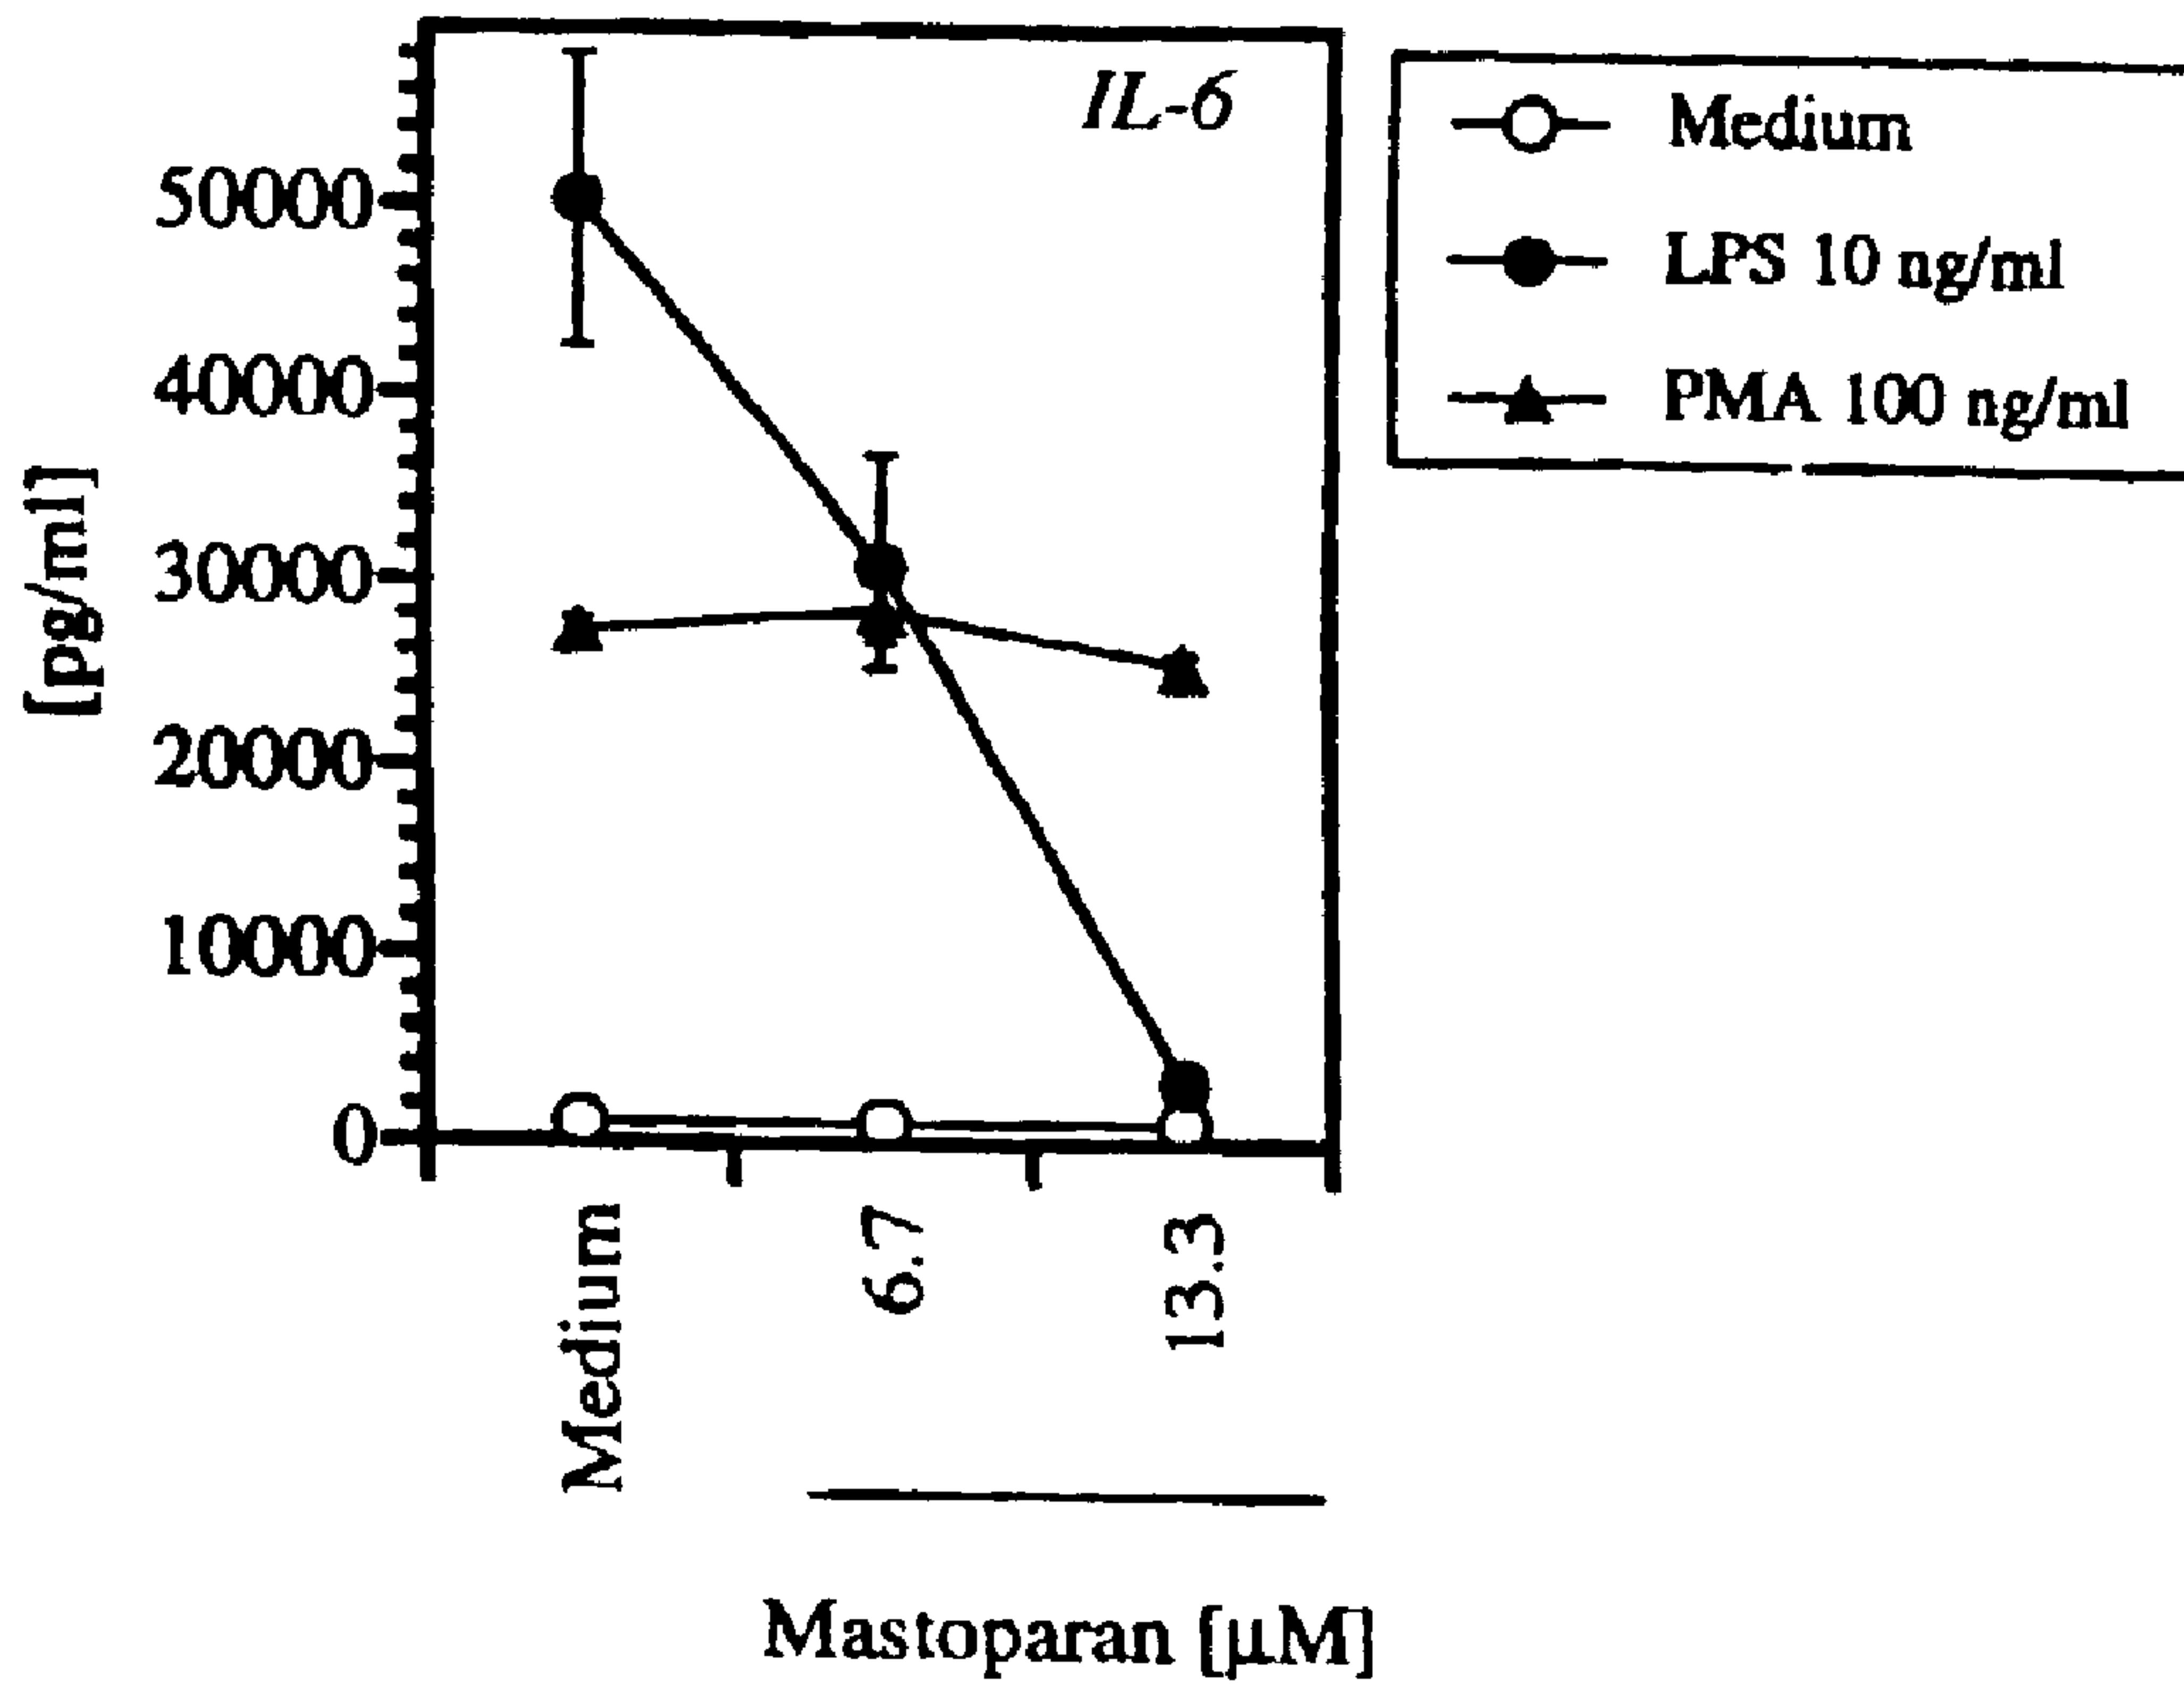 IL-6
Medium
LPS 10 ng/ml
PMA 100 ng/ml
[pg/ml]
50000
40000
30000
20000
10000
0
Medium
6.7
13.3
Mastoparan [µM]